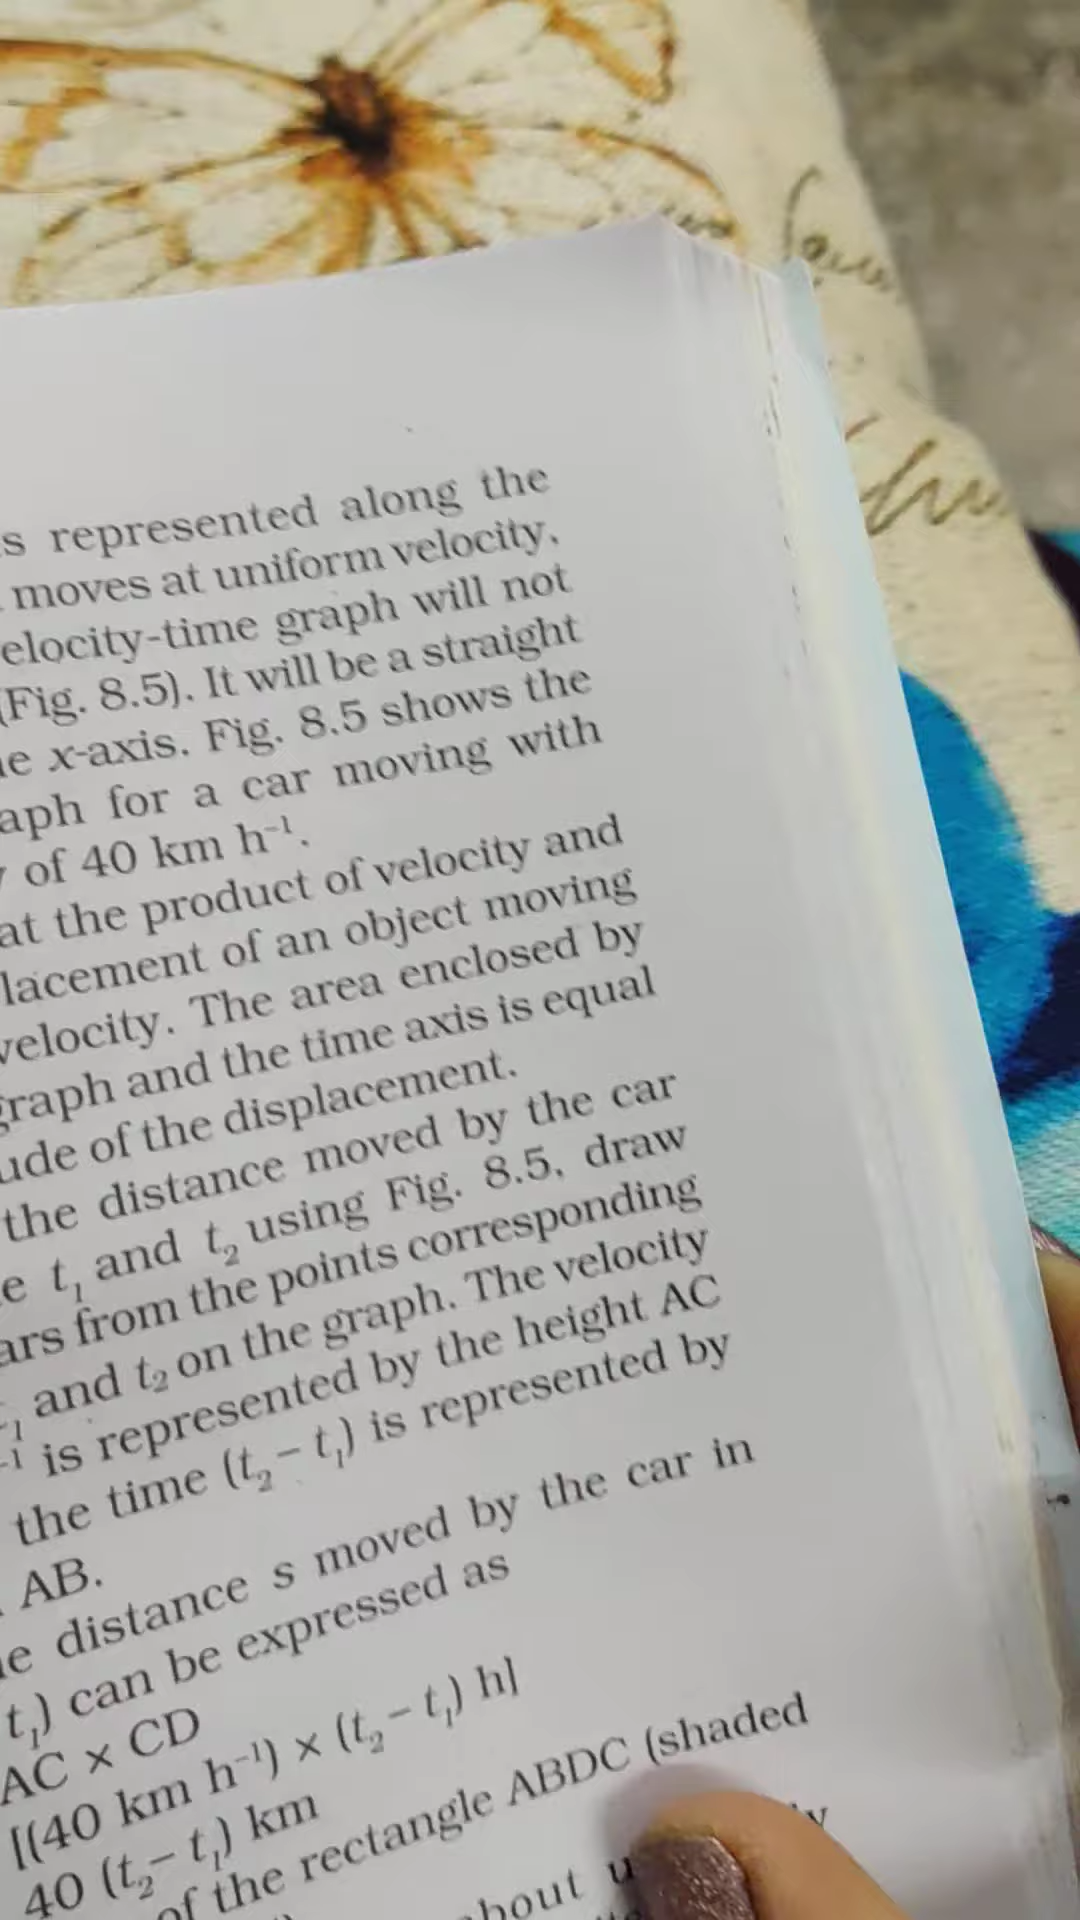 s represented along the
moves at uniform velocity,
elocity-time graph will not
(Fig. 8.5). It will be a straight
e x-axis. Fig. 8.5 shows the
aph for a car moving with
of 40 km h⁻¹.
at the product of velocity and
lacement of an object moving
velocity. The area enclosed by
graph and the time axis is equal
ude of the displacement.
the distance moved by the car
e t₁ and t₂ using Fig. 8.5, draw
ars from the points corresponding
₁ and t₂ on the graph. The velocity
⁻¹ is represented by the height AC
the time (t₂ – t₁) is represented by
AB.
e distance s moved by the car in
t₁) can be expressed as
AC × CD
[(40 km h⁻¹) × (t₂ – t₁) h]
40 (t₂– t₁) km
of the rectangle ABDC (shaded
about u